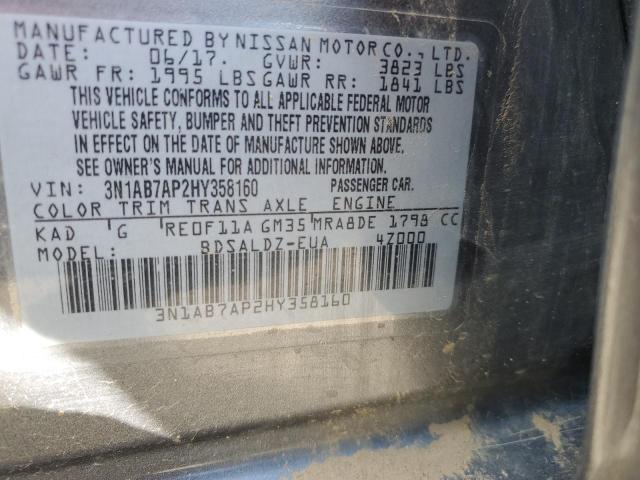 MANUFACTURED BY NISSAN MOTOR CO., LTD.
DATE: 06/17. GVWR: 3823 LBS
GAWR FR: 1995 LBS GAWR RR: 1841 LBS
THIS VEHICLE CONFORMS TO ALL APPLICABLE FEDERAL MOTOR
VEHICLE SAFETY, BUMPER AND THEFT PREVENTION STANDARDS
IN EFFECT ON THE DATE OF MANUFACTURE SHOWN ABOVE.
SEE OWNER'S MANUAL FOR ADDITIONAL INFORMATION.
VIN: 3N1AB7AP2HY358160 PASSENGER CAR.
COLOR TRIM TRANS AXLE ENGINE
KAD G RE0F11A GM35 MRA8DE 1798 CC
MODEL: BDSALDZ-EUA 4Z000
3N1AB7AP2HY358160